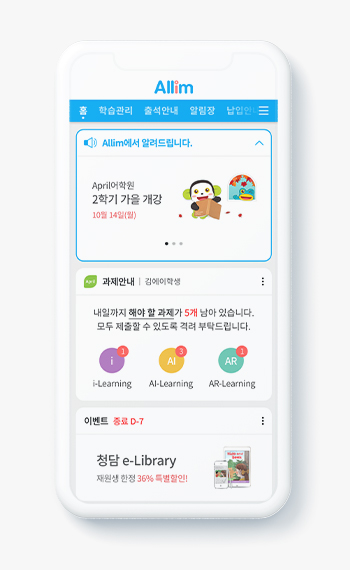 Allim
홈 학습관리 출석안내 알림장 납입안
Allim에서 알려드립니다.
April어학원
2학기 가을 개강
10월 14일(월)
April 과제안내 | 김에이학생
내일까지 해야 할 과제가 5개 남아 있습니다.
모두 제출할 수 있도록 격려 부탁드립니다.
i 1 AI 3 AR 1
i-Learning AI-Learning AR-Learning
이벤트 종료 D-7
청담 e-Library
재원생 한정 36% 특별할인!